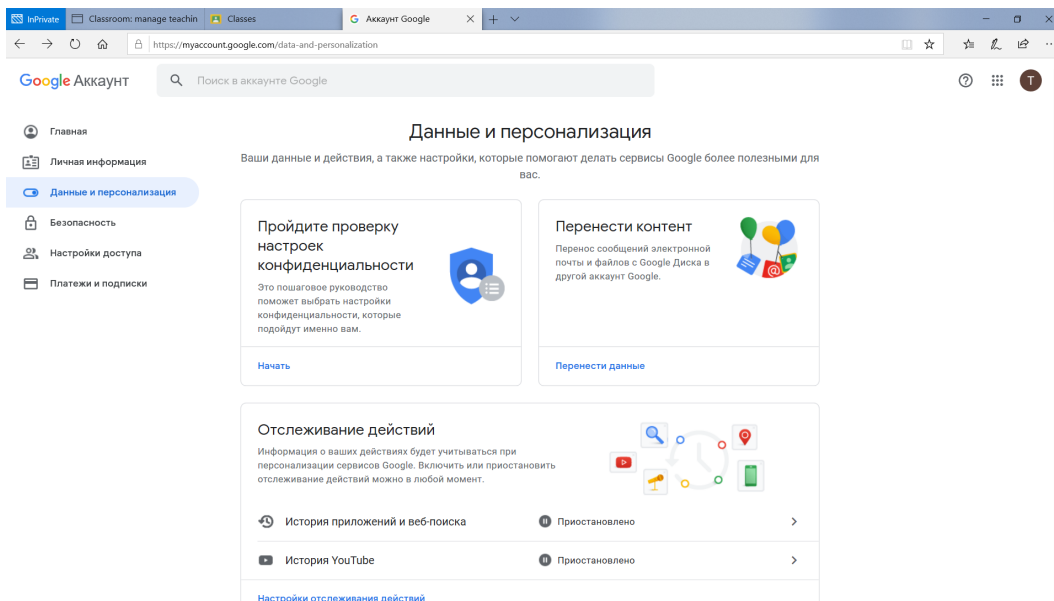 InPrivate
Classroom: manage teachin
Classes
Аккаунт Google
https://myaccount.google.com/data-and-personalization
Google Аккаунт
Поиск в аккаунте Google
T
Главная
Личная информация
Данные и персонализация
Безопасность
Настройки доступа
Платежи и подписки
Данные и персонализация
Ваши данные и действия, а также настройки, которые помогают делать сервисы Google более полезными для
вас.
Пройдите проверку
настроек
конфиденциальности
Это пошаговое руководство
поможет выбрать настройки
конфиденциальности, которые
подойдут именно вам.
Начать
Перенести контент
Перенос сообщений электронной
почты и файлов с Google Диска в
другой аккаунт Google.
Перенести данные
Отслеживание действий
Информация о ваших действиях будет учитываться при
персонализации сервисов Google. Включить или приостановить
отслеживание действий можно в любой момент.
История приложений и веб-поиска
Приостановлено
История YouTube
Приостановлено
Настройки отслеживания действий